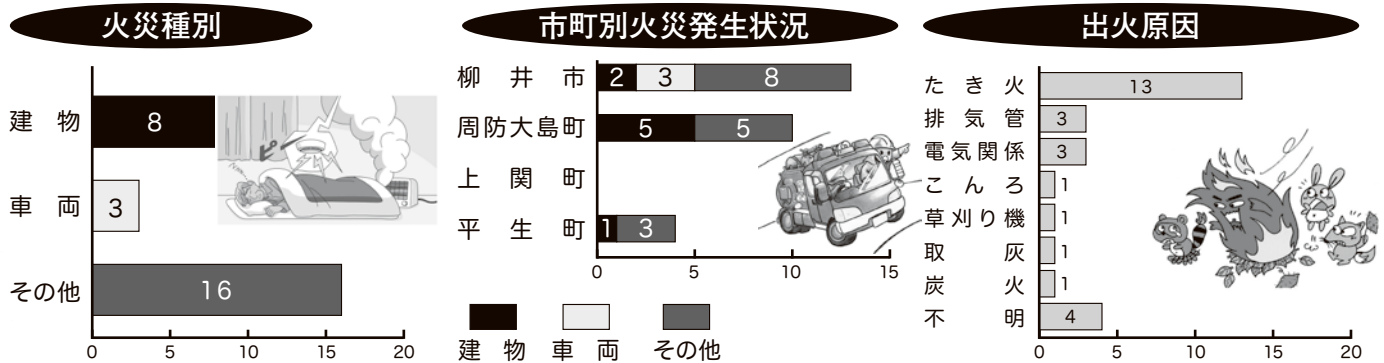 火災種別
建物 8
車両 3
その他 16
0 5 10 15 20
市町別火災発生状況
柳井市 2 3 8
周防大島町 5 5
上関町
平生町 1 3
0 5 10 15
建物 車両 その他
出火原因
たき火 13
排気管 3
電気関係 3
こんろ 1
草刈り機 1
取灰 1
炭火 1
不明 4
0 5 10 15 20